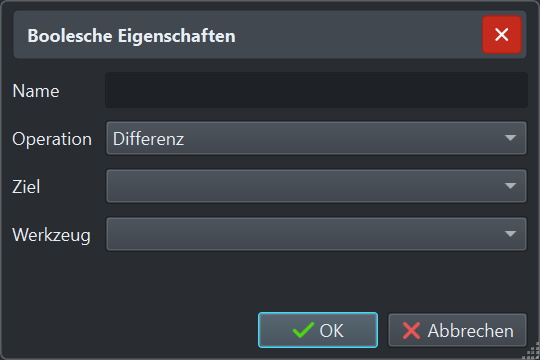 Boolesche Eigenschaften
Name
Operation Differenz
Ziel
Werkzeug
OK Abbrechen